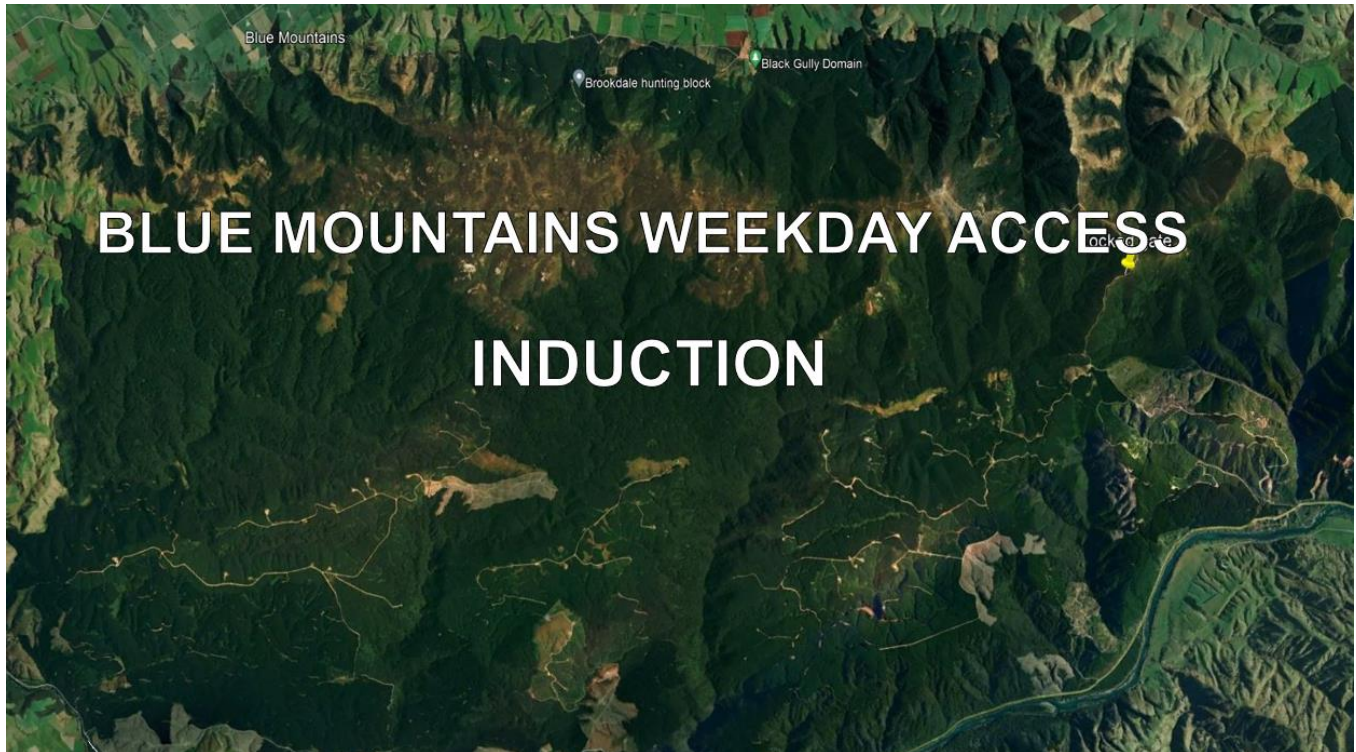 Blue Mountains
Black Gully Domain
Brookdale hunting block
BLUE MOUNTAINS WEEKDAY ACCESS
INDUCTION